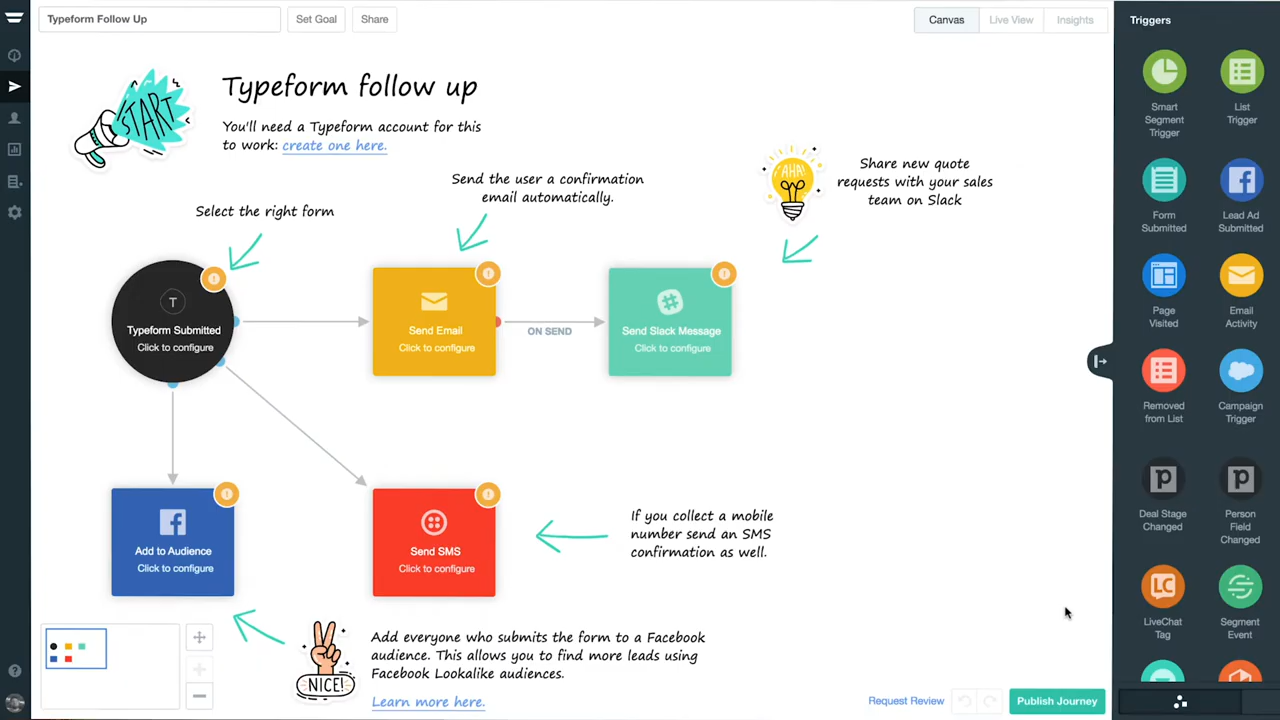 Typeform Follow Up
Set Goal
Share
Canvas
Live View
Insights
Triggers
START
Typeform follow up
You'll need a Typeform account for this
to work: create one here.
Select the right form
Send the user a confirmation
email automatically.
AHA!
Share new quote
requests with your sales
team on Slack
T
Typeform Submitted
Click to configure
Send Email
Click to configure
ON SEND
Send Slack Message
Click to configure
Add to Audience
Click to configure
Send SMS
Click to configure
If you collect a mobile
number send an SMS
confirmation as well.
NICE!
Add everyone who submits the form to a Facebook
audience. This allows you to find more leads using
Facebook Lookalike audiences.
Learn more here.
Request Review
Publish Journey
Smart
Segment
Trigger
List
Trigger
Form
Submitted
Lead Ad
Submitted
Page
Visited
Email
Activity
Removed
from List
Campaign
Trigger
Deal Stage
Changed
Person
Field
Changed
LC
LiveChat
Tag
Segment
Event